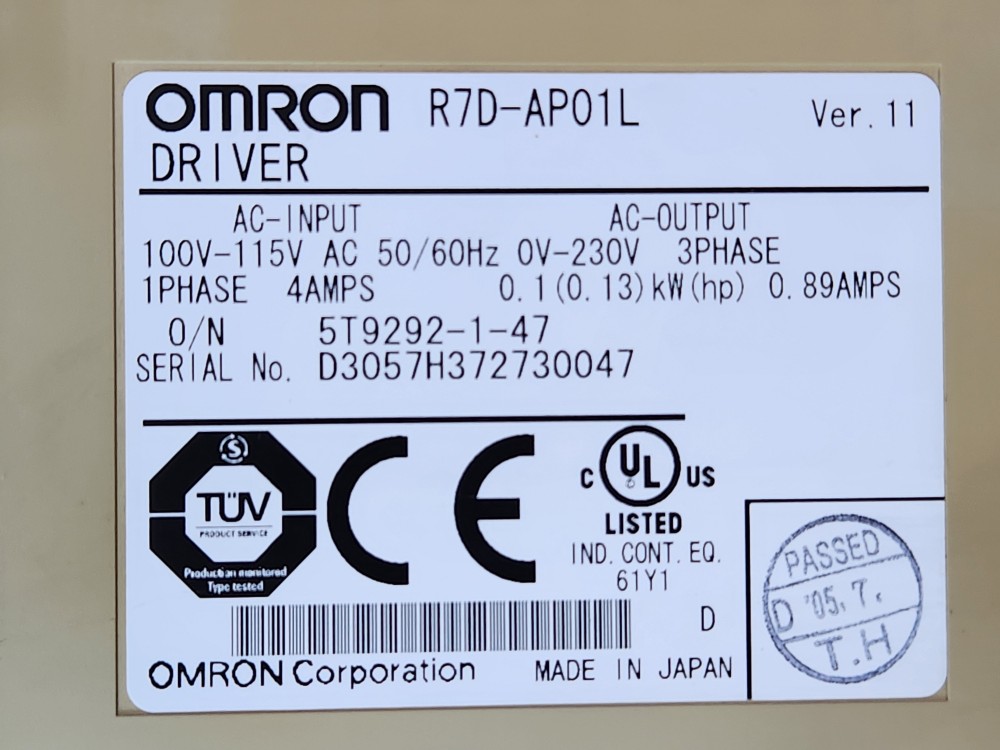 OMRON R7D-AP01L Ver. 11
DRIVER
AC-INPUT AC-OUTPUT
100V-115V AC 50/60Hz 0V-230V 3PHASE
1PHASE 4AMPS 0.1(0.13)kW(hp) 0.89AMPS
O/N 5T9292-1-47
SERIAL No. D3057H372730047
S
TÜV
PRODUCT SERVICE
Production monitored
Type tested
CE
C UL US
LISTED
IND. CONT. EQ.
61Y1
D
OMRON Corporation MADE IN JAPAN
PASSED
D '05. 7.
T.H